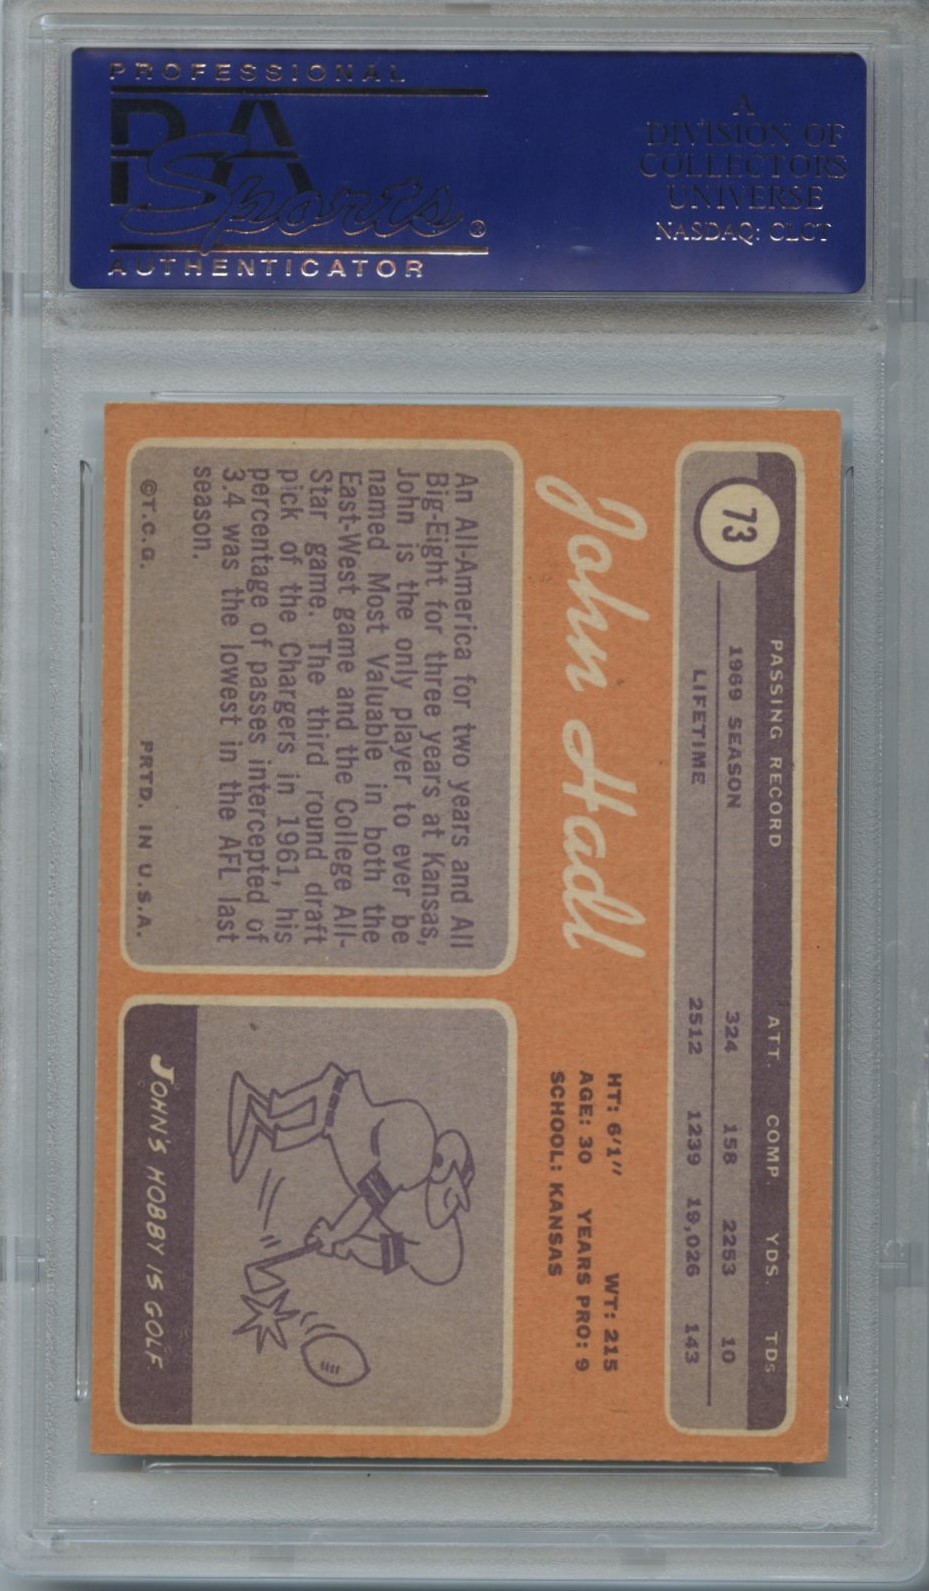 PROFESSIONAL
PSA
Sports®
AUTHENTICATOR
A
DIVISION OF
COLLECTORS
UNIVERSE
NASDAQ: CLCT
73
PASSING RECORD ATT. COMP. YDS. TDs
1969 SEASON 324 158 2253 10
LIFETIME 2512 1239 19,026 143
John Hadl
HT: 6'1" WT: 215
AGE: 30 YEARS PRO: 9
SCHOOL: KANSAS
An All-America for two years and All
Big-Eight for three years at Kansas,
John is the only player to ever be
named Most Valuable in both the
East-West game and the College All-
Star game. The third round draft
pick of the Chargers in 1961, his
percentage of passes intercepted of
3.4 was the lowest in the AFL last
season.
©T.C.G. PRTD. IN U.S.A.
JOHN'S HOBBY IS GOLF